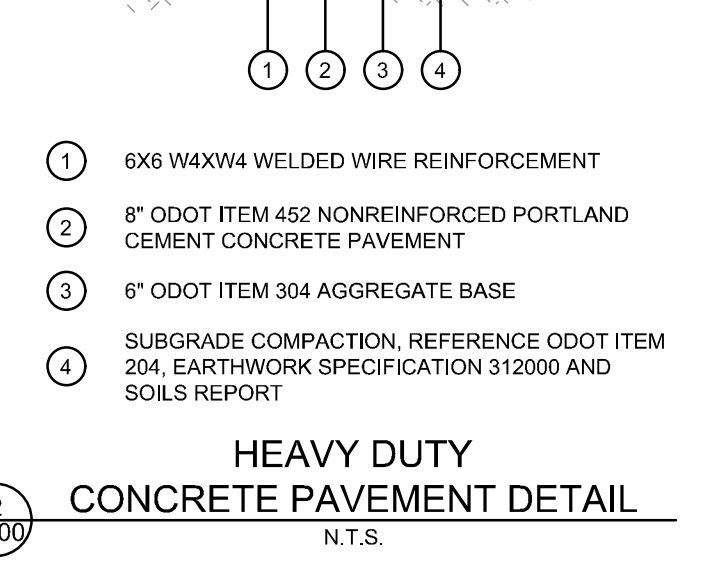 1 2 3 4
1 6X6 W4XW4 WELDED WIRE REINFORCEMENT
2 8" ODOT ITEM 452 NONREINFORCED PORTLAND
CEMENT CONCRETE PAVEMENT
3 6" ODOT ITEM 304 AGGREGATE BASE
4 SUBGRADE COMPACTION, REFERENCE ODOT ITEM
204, EARTHWORK SPECIFICATION 312000 AND
SOILS REPORT
HEAVY DUTY
CONCRETE PAVEMENT DETAIL
N.T.S.